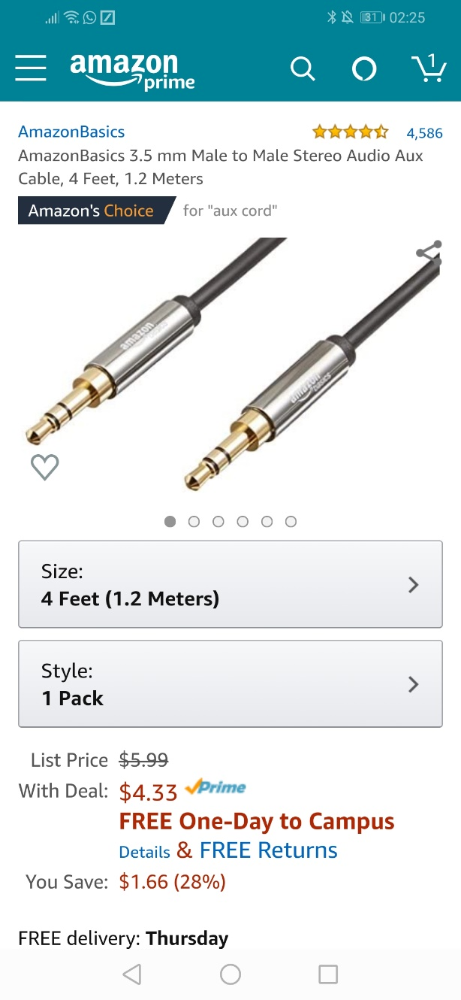 31 02:25
amazon
prime
1
AmazonBasics 4,586
AmazonBasics 3.5 mm Male to Male Stereo Audio Aux
Cable, 4 Feet, 1.2 Meters
Amazon's Choice for "aux cord"
amazon
basics
amazon
basics
Size:
4 Feet (1.2 Meters)
Style:
1 Pack
List Price $5.99
With Deal: $4.33 Prime
FREE One-Day to Campus
Details & FREE Returns
You Save: $1.66 (28%)
FREE delivery: Thursday